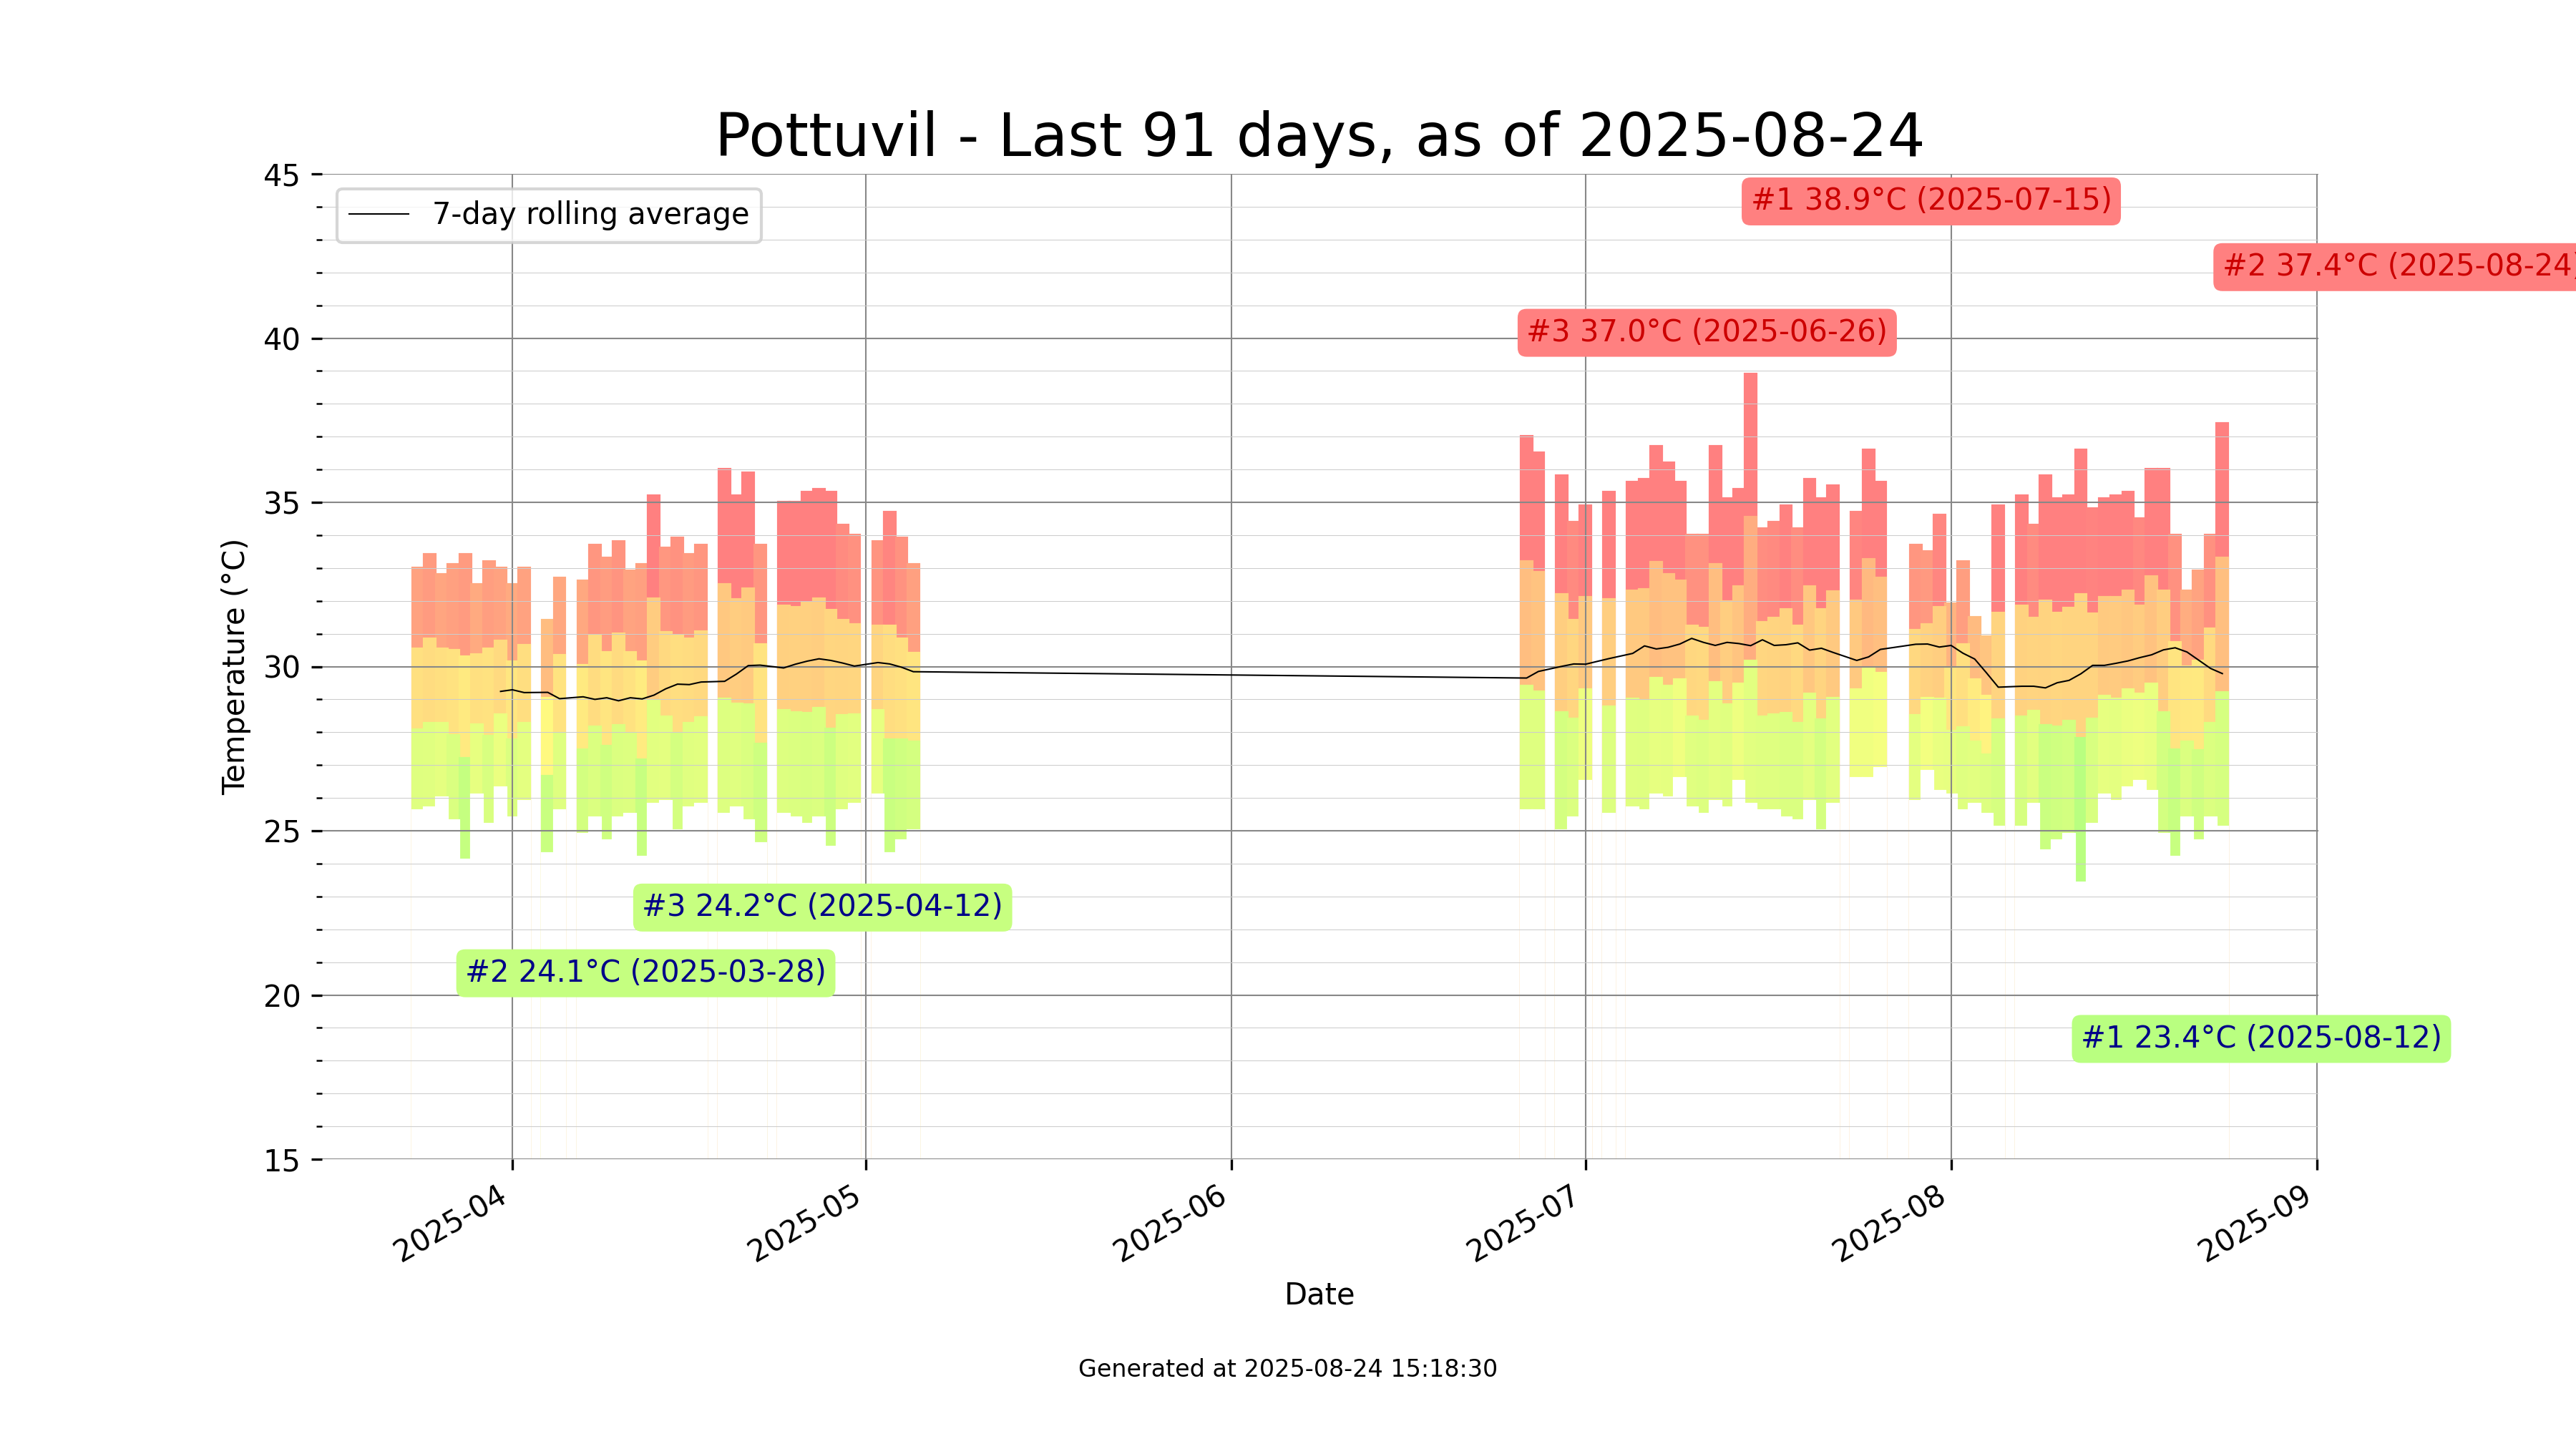 Pottuvil - Last 91 days, as of 2025-08-24
45
7-day rolling average
#1 38.9°C (2025-07-15)
#2 37.4°C (2025-08-24)
#3 37.0°C (2025-06-26)
40
35
30
Temperature (°C)
25
#3 24.2°C (2025-04-12)
#2 24.1°C (2025-03-28)
20
#1 23.4°C (2025-08-12)
15
2025-04
2025-05
2025-06
2025-07
2025-08
2025-09
Date
Generated at 2025-08-24 15:18:30